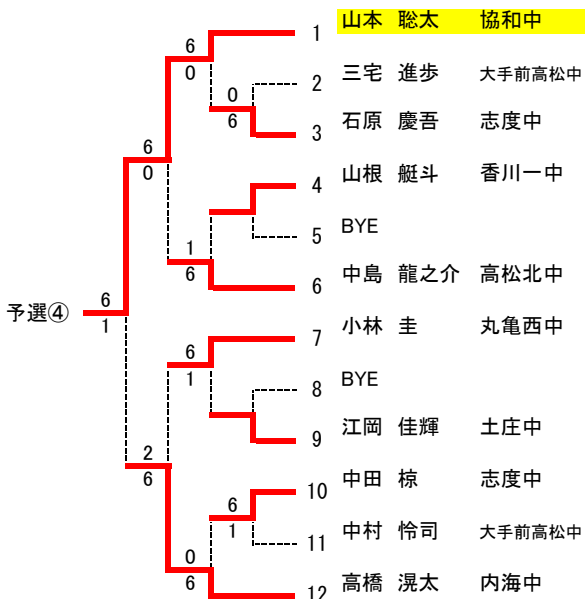 1 山本 聡太 協和中
6
0
2 三宅 進歩 大手前高松中
0
6
3 石原 慶吾 志度中
6
0
4 山根 艇斗 香川一中
5 BYE
1
6
6 中島 龍之介 高松北中
予選④
6
1
7 小林 圭 丸亀西中
6
1
8 BYE
9 江岡 佳輝 土庄中
2
6
10 中田 椋 志度中
6
1
11 中村 怜司 大手前高松中
0
6
12 高橋 滉太 内海中